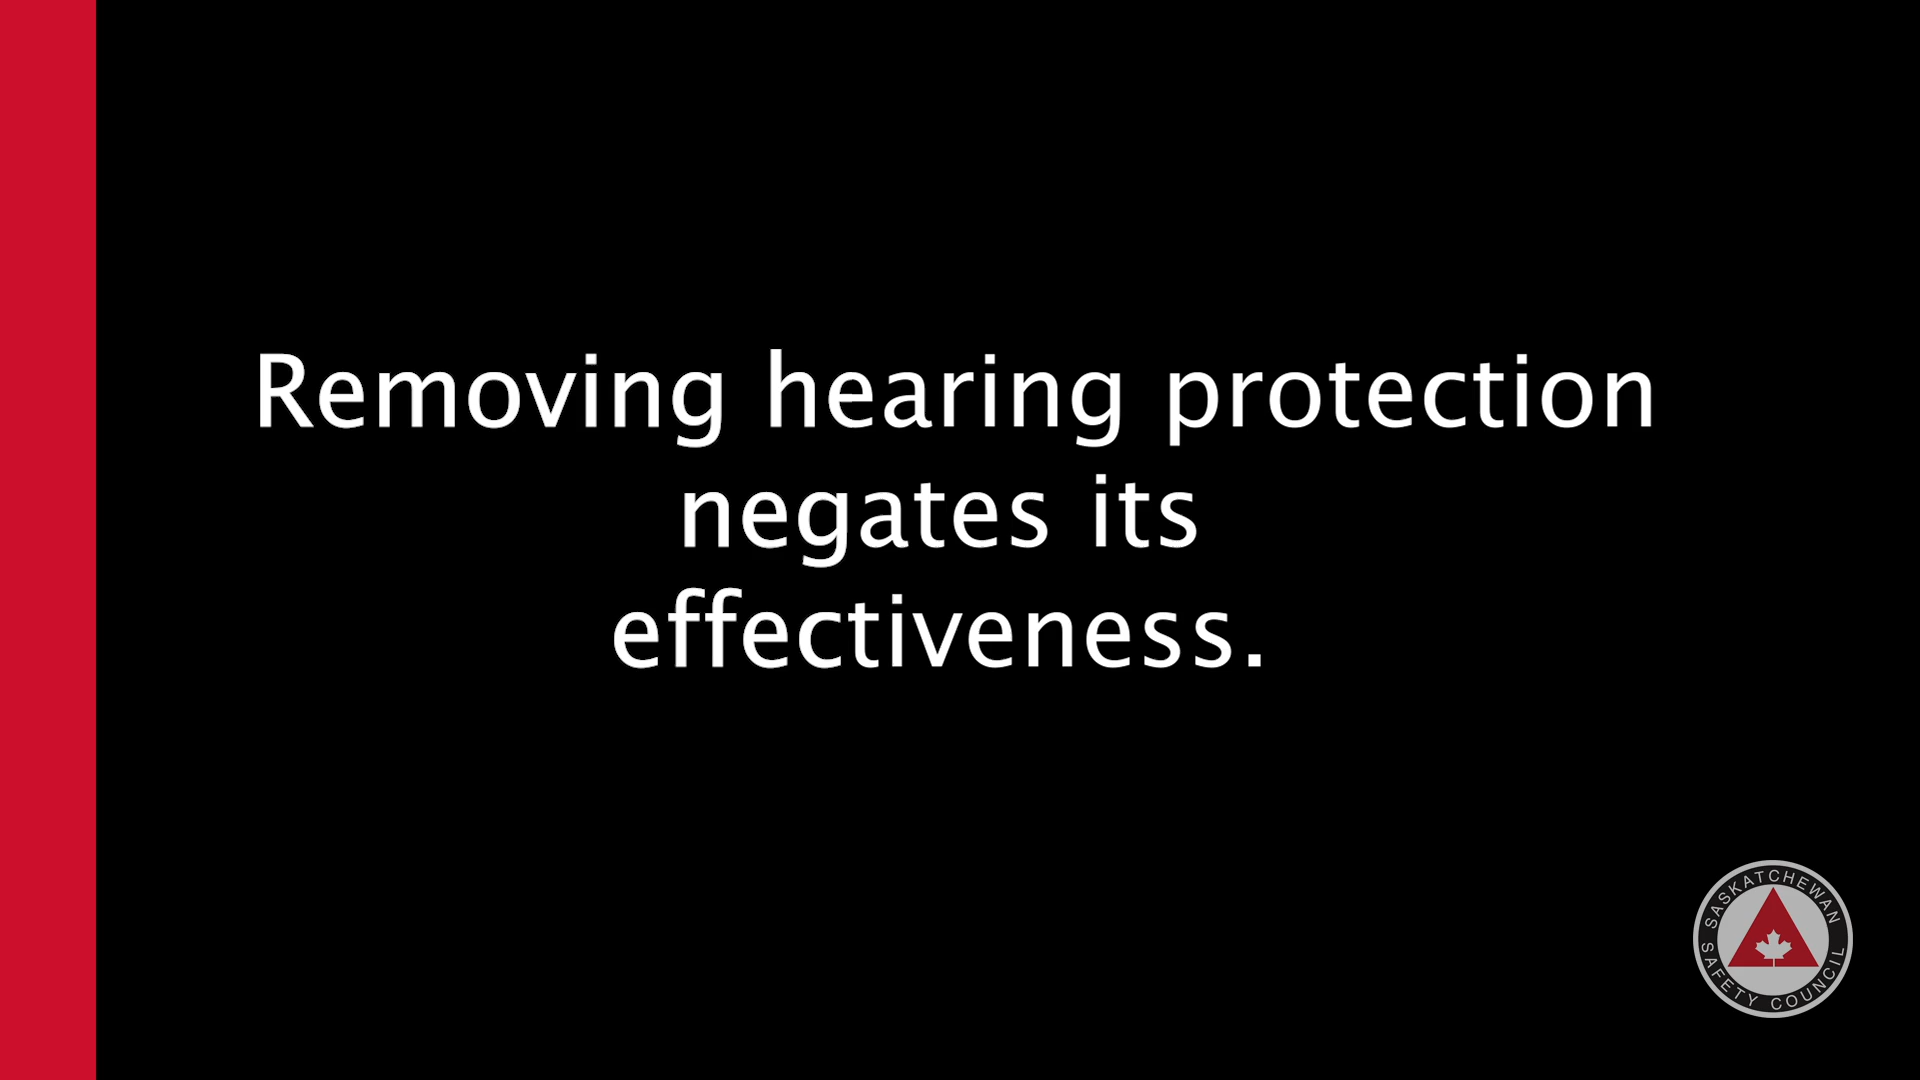 Removing hearing protection
negates its
effectiveness.
SASKATCHEWAN
SAFETY COUNCIL